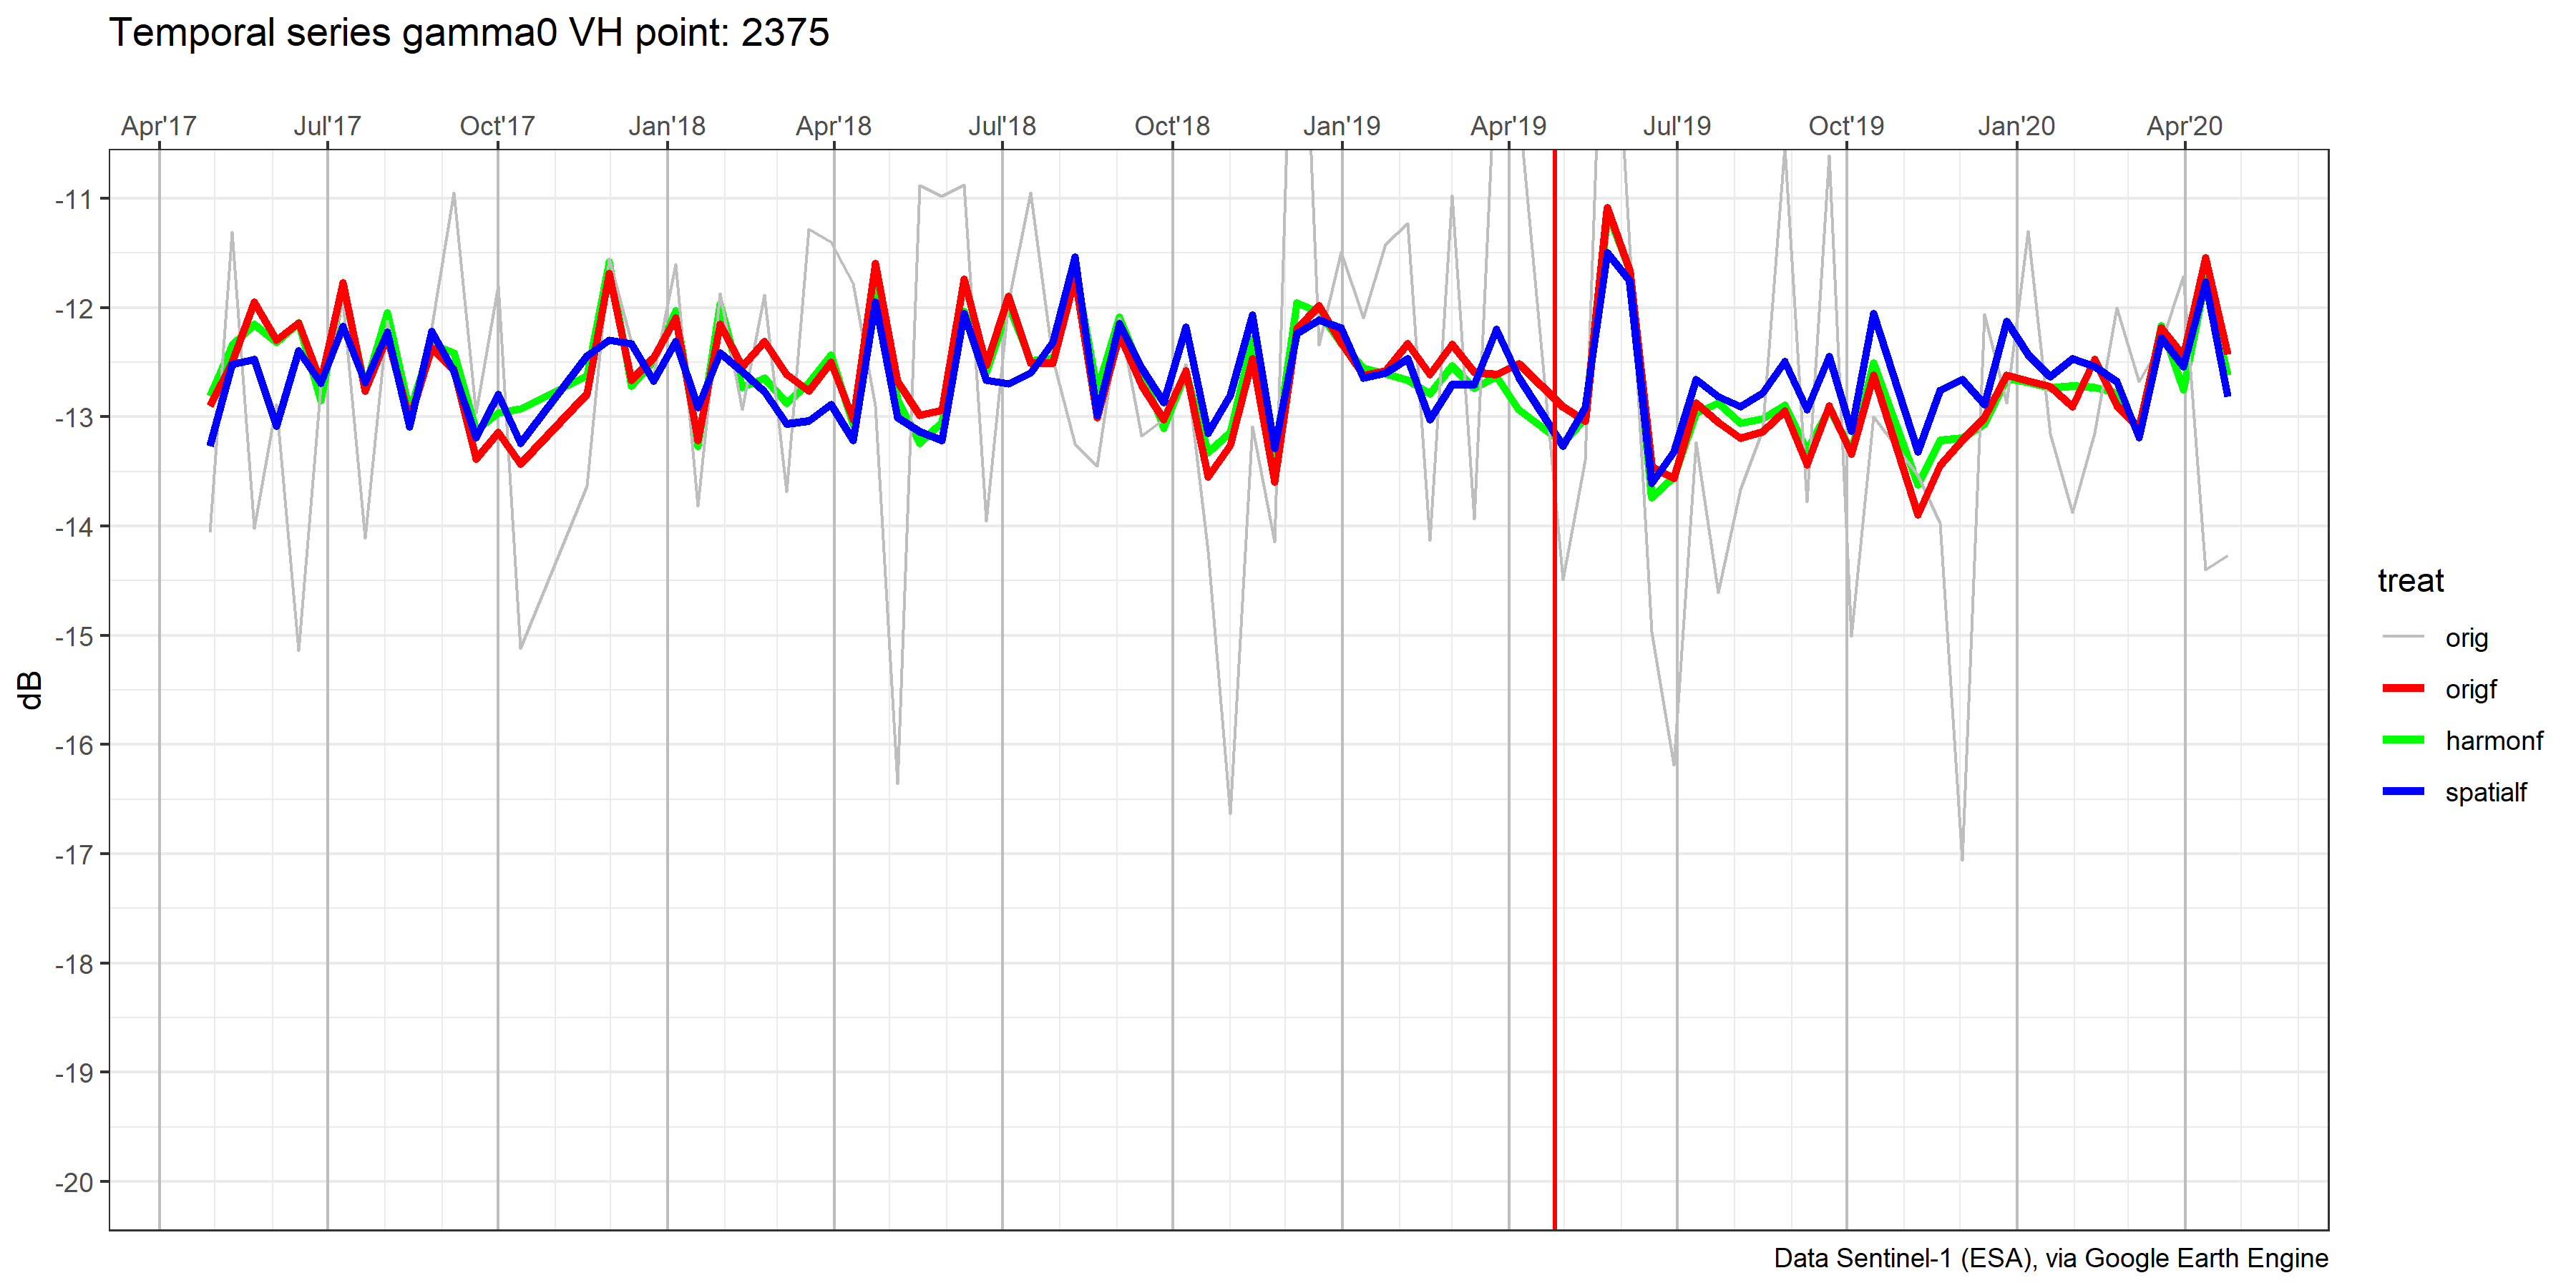 Temporal series gamma0 VH point: 2375
Apr'17 Jul'17 Oct'17 Jan'18 Apr'18 Jul'18 Oct'18 Jan'19 Apr'19 Jul'19 Oct'19 Jan'20 Apr'20
-11
-12
-13
-14
-15
-16
-17
-18
-19
-20
dB
treat
orig
origf
harmonf
spatialf
Data Sentinel-1 (ESA), via Google Earth Engine